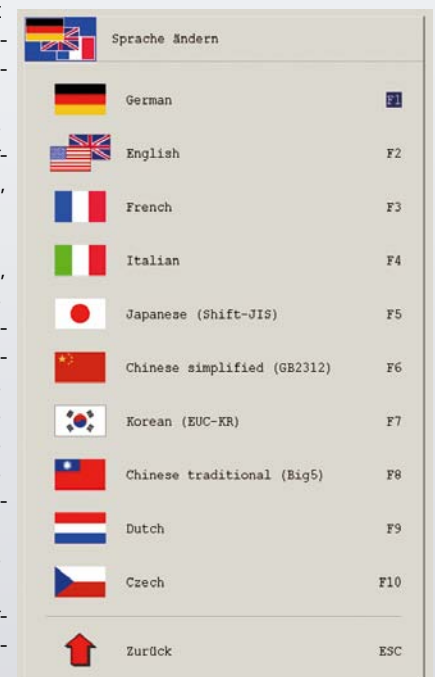 Sprache Ändern
German F1
English F2
French F3
Italian F4
Japanese (Shift-JIS) F5
Chinese simplified (GB2312) F6
Korean (EUC-KR) F7
Chinese traditional (Big5) F8
Dutch F9
Czech F10
Zurück ESC